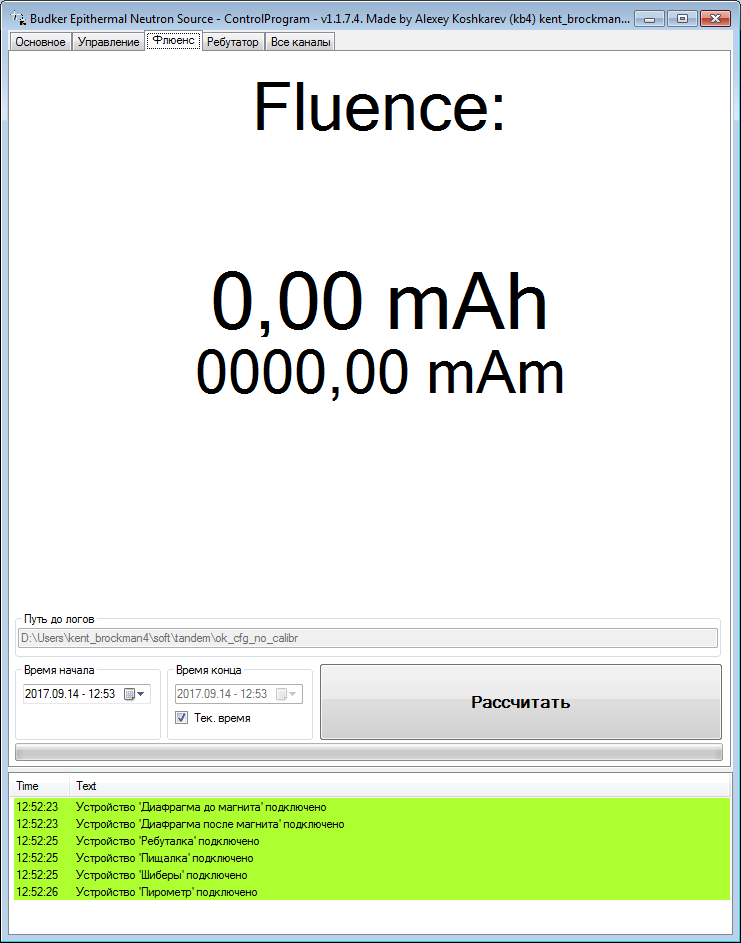 Budker Epithermal Neutron Source - ControlProgram - v1.1.7.4. Made by Alexey Koshkarev (kb4) kent_brockman...
Основное Управление Флюенс Ребутатор Все каналы
Fluence:
0,00 mAh
0000,00 mAm
Путь до логов
D:\Users\kent_brockman4\soft\tandem\ok_cfg_no_calibr
Время начала Время конца
2017.09.14 - 12:53 2017.09.14 - 12:53 Рассчитать
Тек. время
Time Text
12:52:23 Устройство 'Диафрагма до магнита' подключено
12:52:23 Устройство 'Диафрагма после магнита' подключено
12:52:25 Устройство 'Ребуталка' подключено
12:52:25 Устройство 'Пищалка' подключено
12:52:25 Устройство 'Шиберы' подключено
12:52:26 Устройство 'Пирометр' подключено